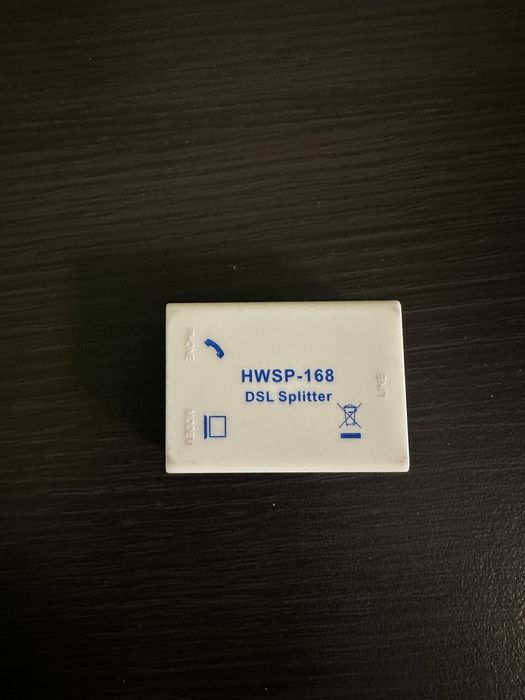 PHONE
HWSP-168
DSL Splitter
LINE
MODEM